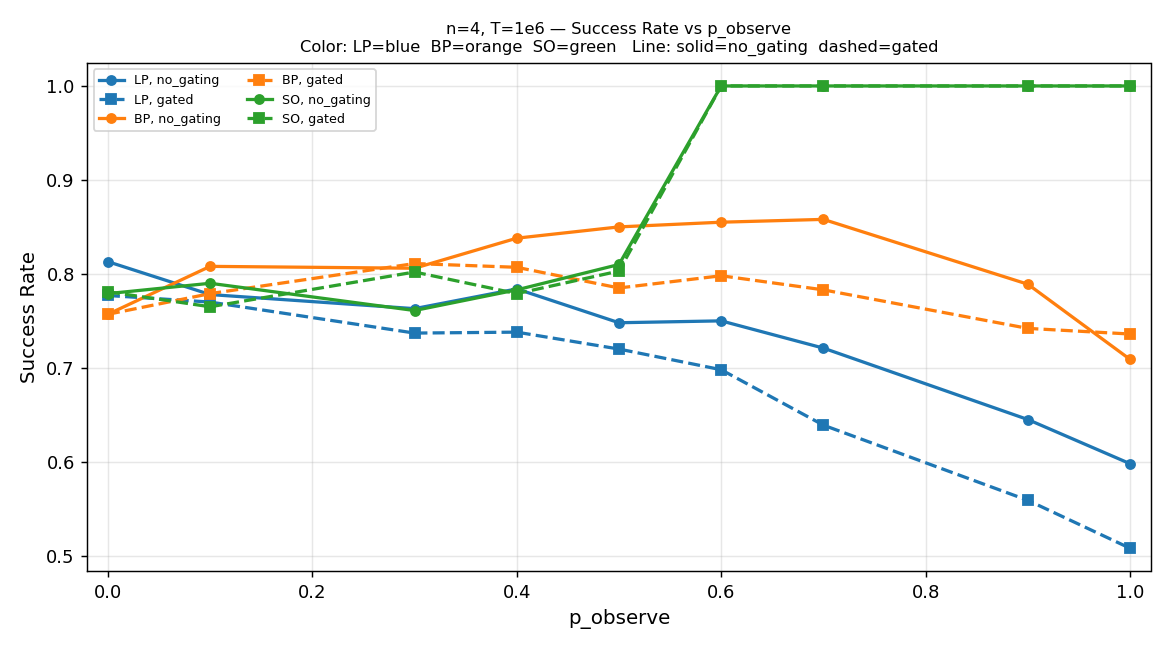 n=4, T=1e6 — Success Rate vs p_observe
Color: LP=blue  BP=orange  SO=green   Line: solid=no_gating  dashed=gated
LP, no_gating
LP, gated
BP, no_gating
BP, gated
SO, no_gating
SO, gated
Success Rate
1.0
0.9
0.8
0.7
0.6
0.5
0.0
0.2
0.4
0.6
0.8
1.0
p_observe